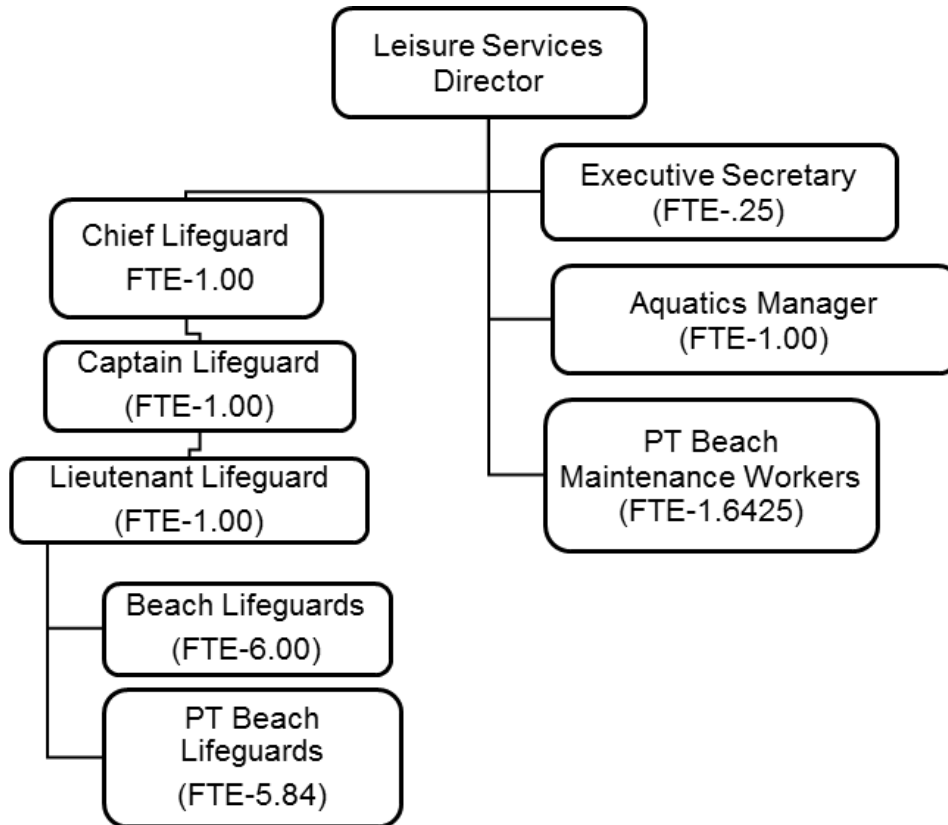 Leisure Services
Director
Executive Secretary
(FTE-.25)
Chief Lifeguard
FTE-1.00
Aquatics Manager
(FTE-1.00)
Captain Lifeguard
(FTE-1.00)
PT Beach
Maintenance Workers
(FTE-1.6425)
Lieutenant Lifeguard
(FTE-1.00)
Beach Lifeguards
(FTE-6.00)
PT Beach
Lifeguards
(FTE-5.84)